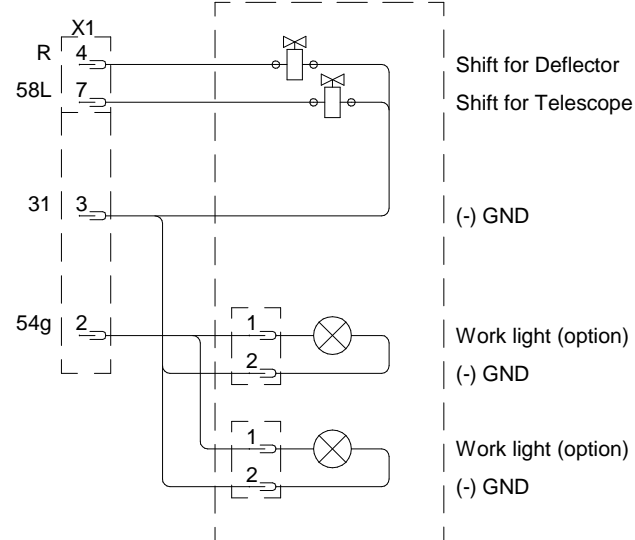 X1
R 4 Shift for Deflector
58L 7 Shift for Telescope
31 3 (-) GND
54g 2 1 Work light (option)
2 (-) GND
1 Work light (option)
2 (-) GND